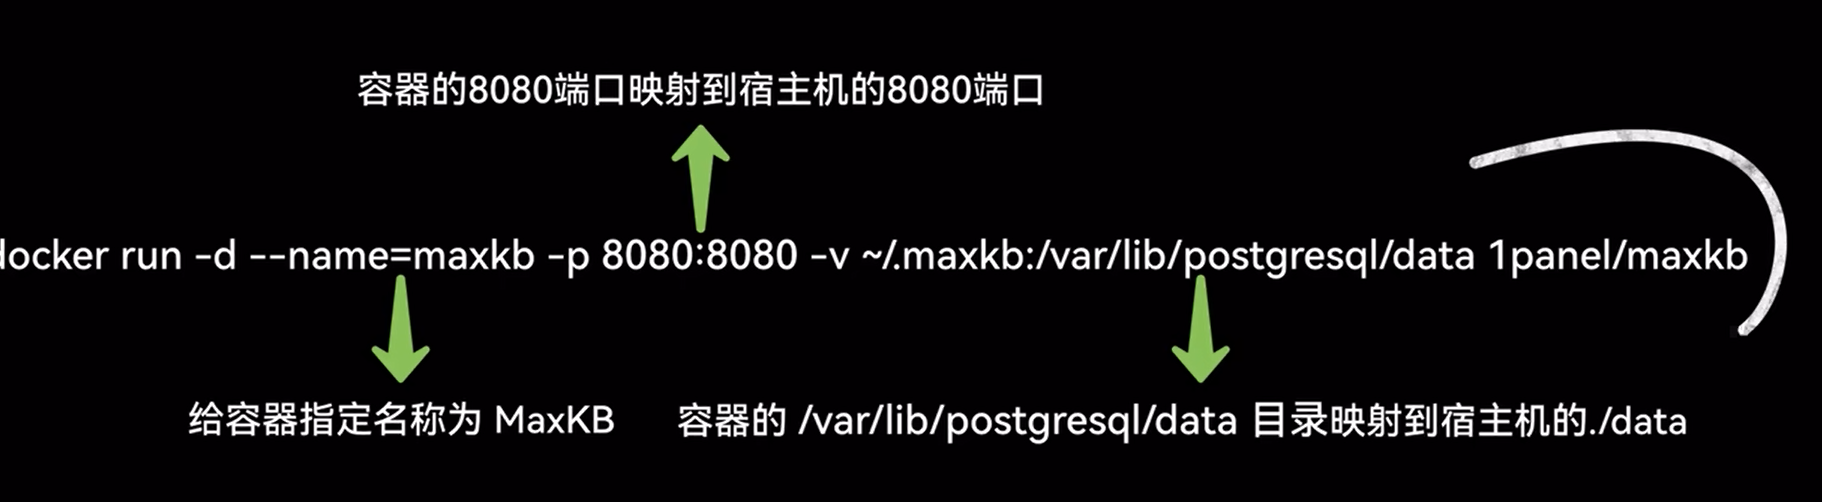 容器的8080端口映射到宿主机的8080端口
docker run -d --name=maxkb -p 8080:8080 -v ~/.maxkb:/var/lib/postgresql/data 1panel/maxkb
给容器指定名称为 MaxKB
容器的 /var/lib/postgresql/data 目录映射到宿主机的./data